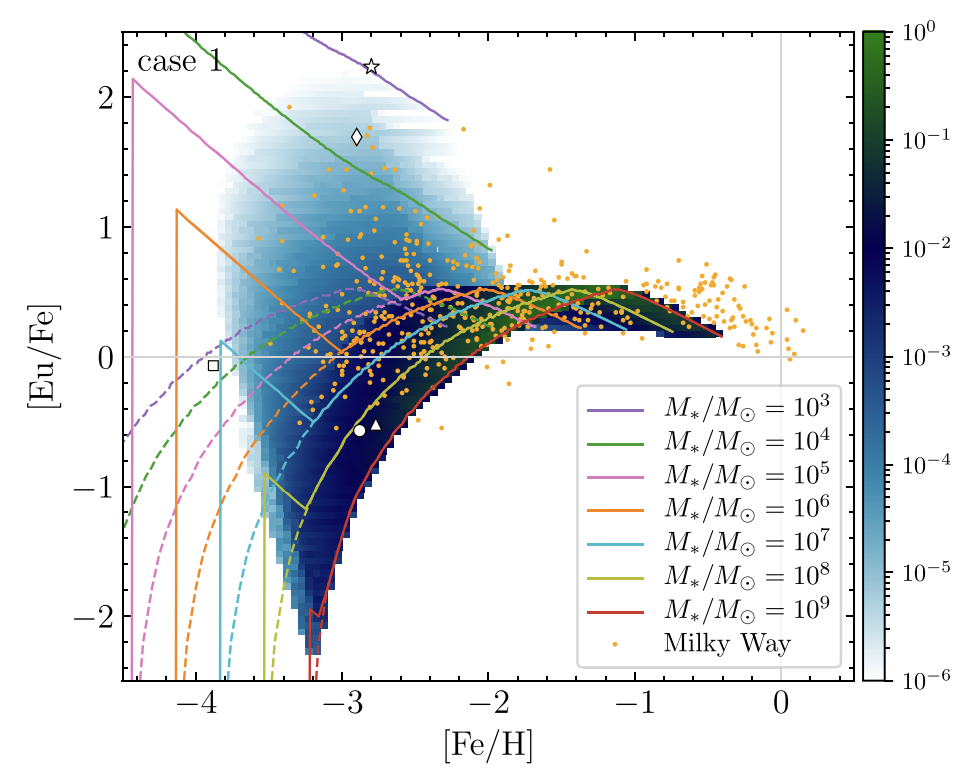 case 1
10⁰
10⁻¹
10⁻²
10⁻³
10⁻⁴
10⁻⁵
10⁻⁶
2
1
0
−1
−2
[Eu/Fe]
M∗/M⊙ = 10³
M∗/M⊙ = 10⁴
M∗/M⊙ = 10⁵
M∗/M⊙ = 10⁶
M∗/M⊙ = 10⁷
M∗/M⊙ = 10⁸
M∗/M⊙ = 10⁹
Milky Way
−4 −3 −2 −1 0
[Fe/H]